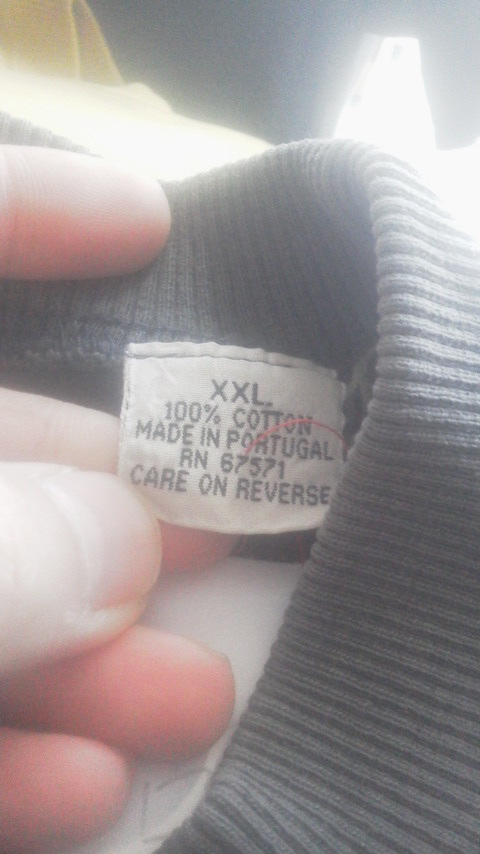 XXL
100% COTTON
MADE IN PORTUGAL
RN 67571
CARE ON REVERSE